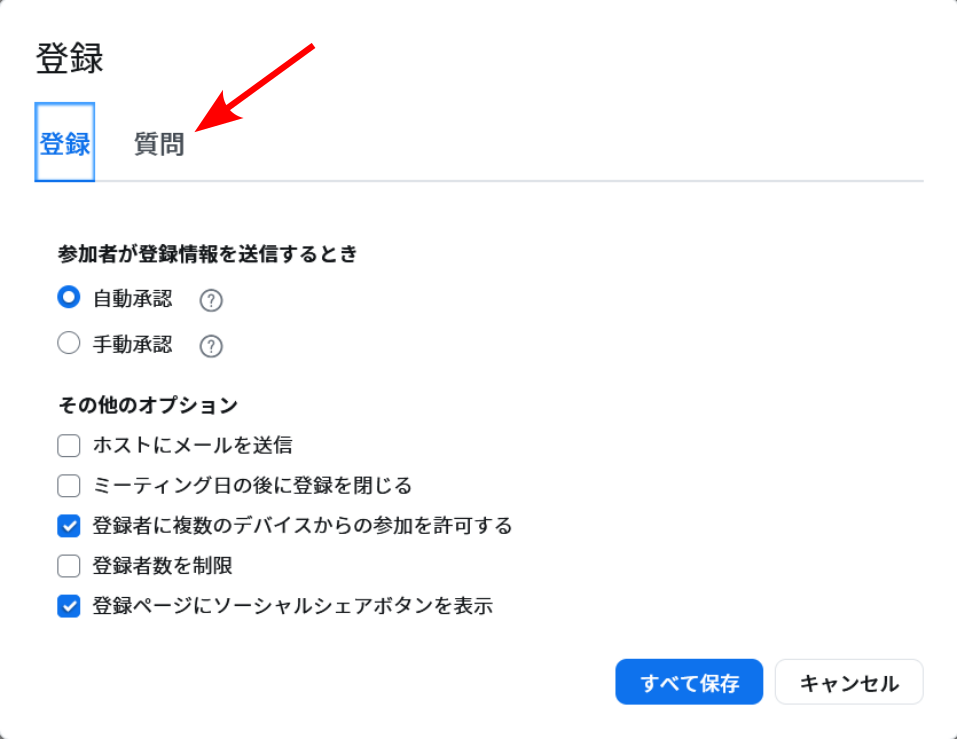 登録
登録 質問
参加者が登録情報を送信するとき
自動承認 ?
手動承認 ?
その他のオプション
ホストにメールを送信
ミーティング日の後に登録を閉じる
登録者に複数のデバイスからの参加を許可する
登録者数を制限
登録ページにソーシャルシェアボタンを表示
すべて保存 キャンセル